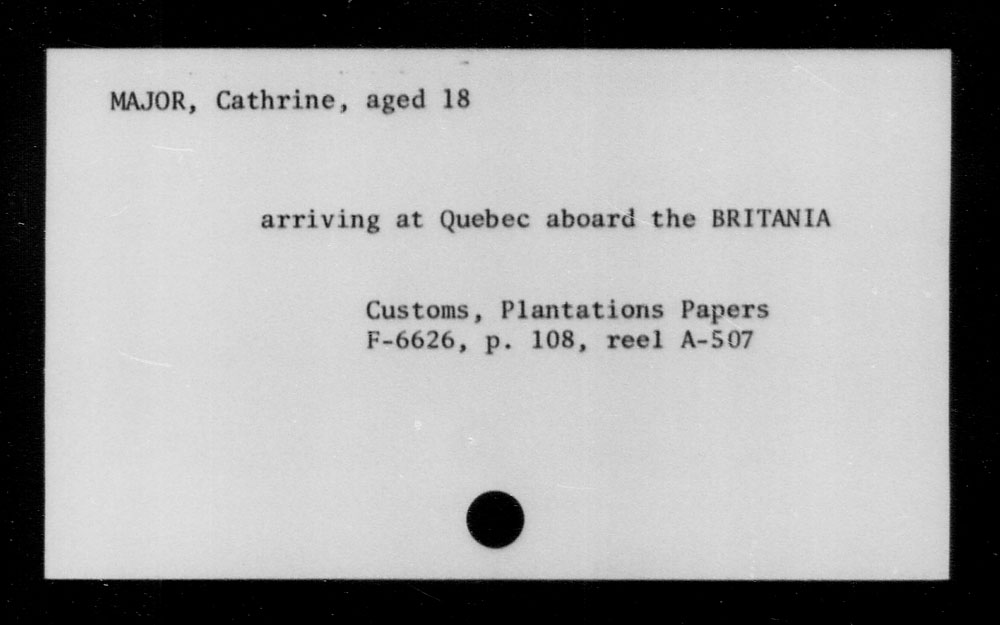 MAJOR, Cathrine, aged 18
arriving at Quebec aboard the BRITANIA
Customs, Plantations Papers
F-6626, p. 108, reel A-507